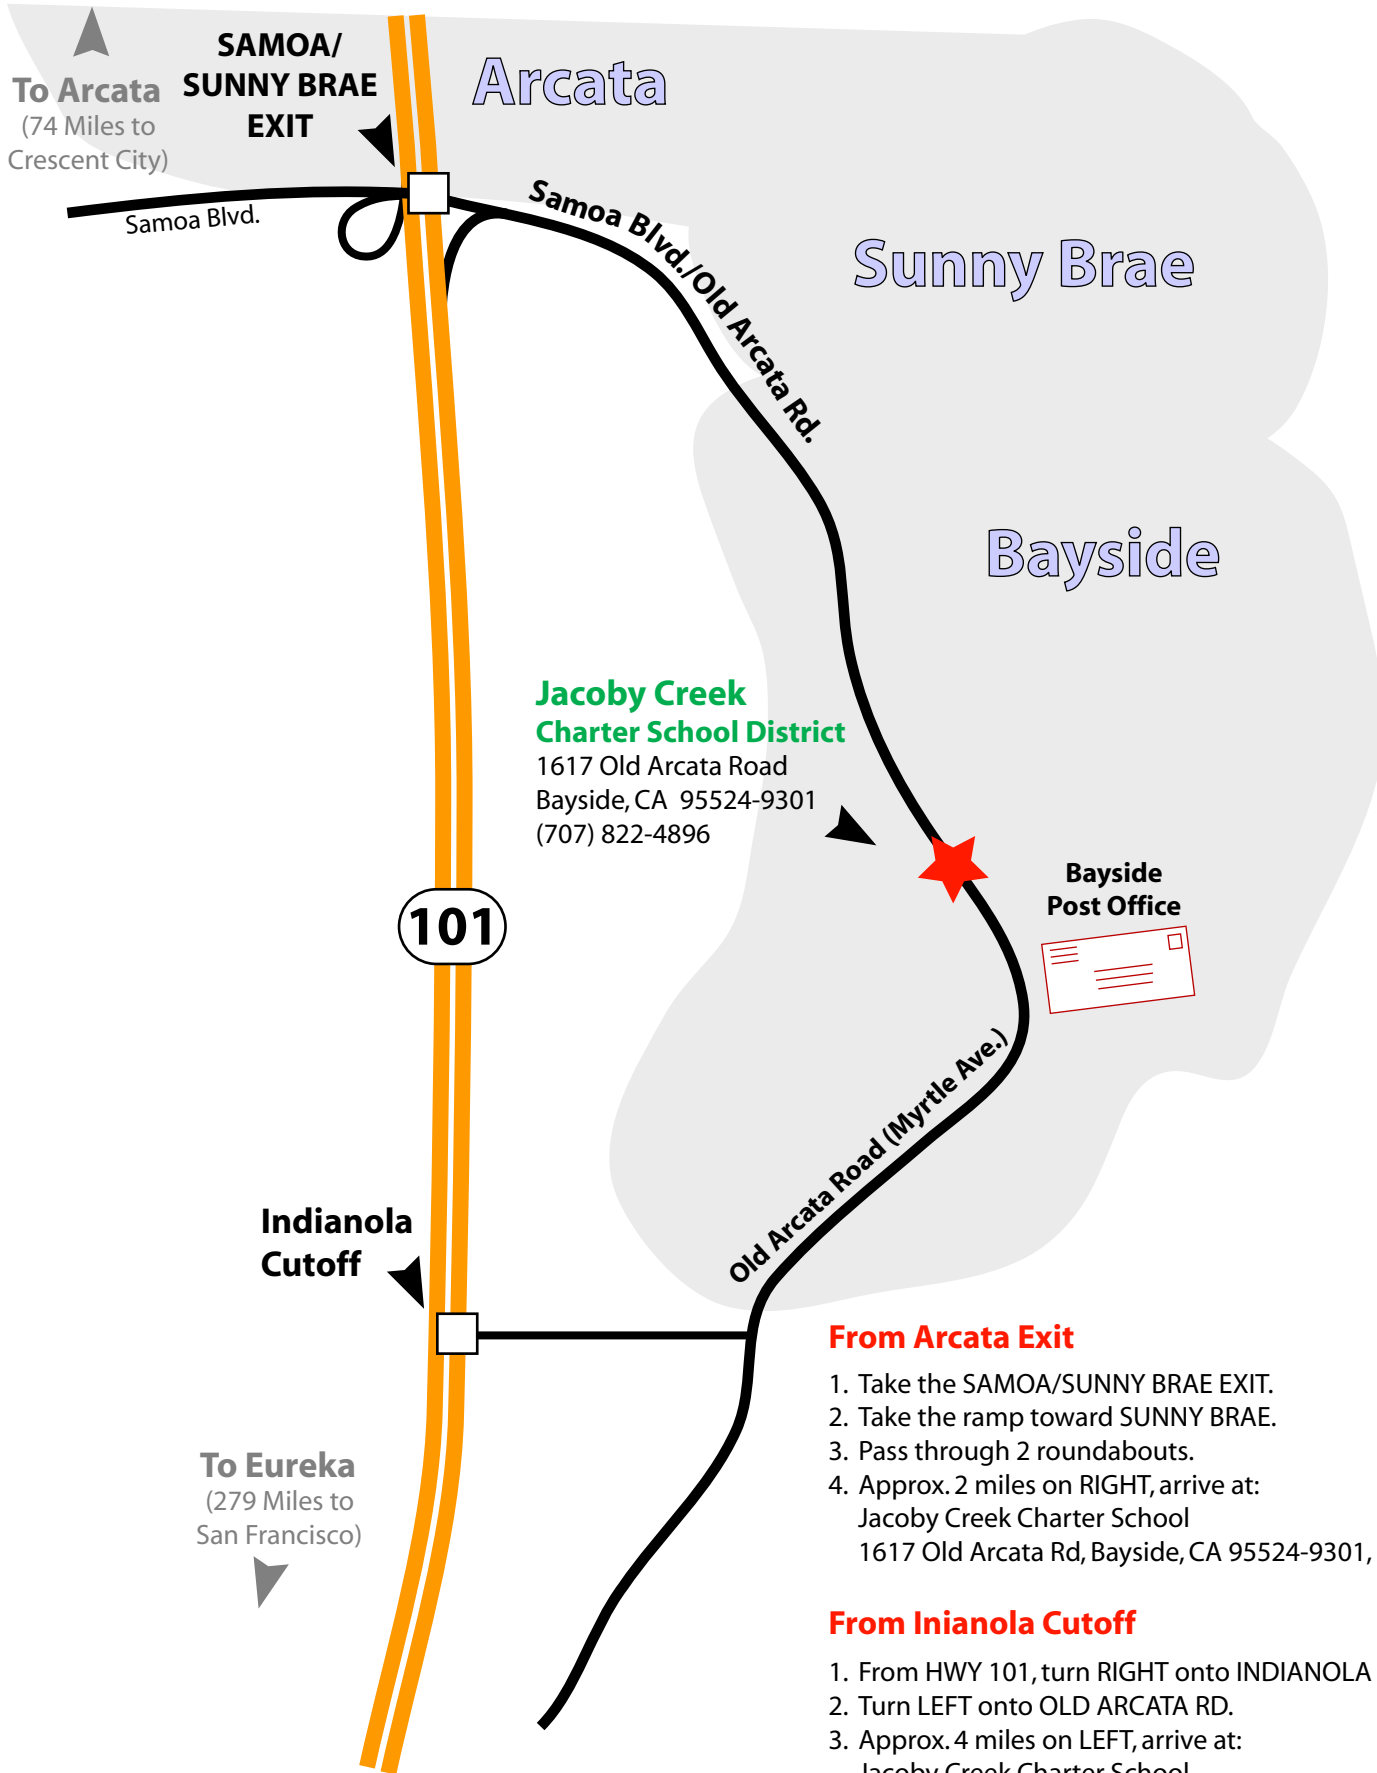 To Arcata
(74 Miles to
Crescent City)
SAMOA/
SUNNY BRAE
EXIT
Arcata
Samoa Blvd.
Samoa Blvd./Old Arcata Rd.
Sunny Brae
Bayside
Jacoby Creek
Charter School District
1617 Old Arcata Road
Bayside, CA 95524-9301
(707) 822-4896
Bayside
Post Office
101
Old Arcata Road (Myrtle Ave.)
Indianola
Cutoff
To Eureka
(279 Miles to
San Francisco)
From Arcata Exit
1. Take the SAMOA/SUNNY BRAE EXIT.
2. Take the ramp toward SUNNY BRAE.
3. Pass through 2 roundabouts.
4. Approx. 2 miles on RIGHT, arrive at:
Jacoby Creek Charter School
1617 Old Arcata Rd, Bayside, CA 95524-9301,
From Inianola Cutoff
1. From HWY 101, turn RIGHT onto INDIANOLA
2. Turn LEFT onto OLD ARCATA RD.
3. Approx. 4 miles on LEFT, arrive at:
Jacoby Creek Charter School